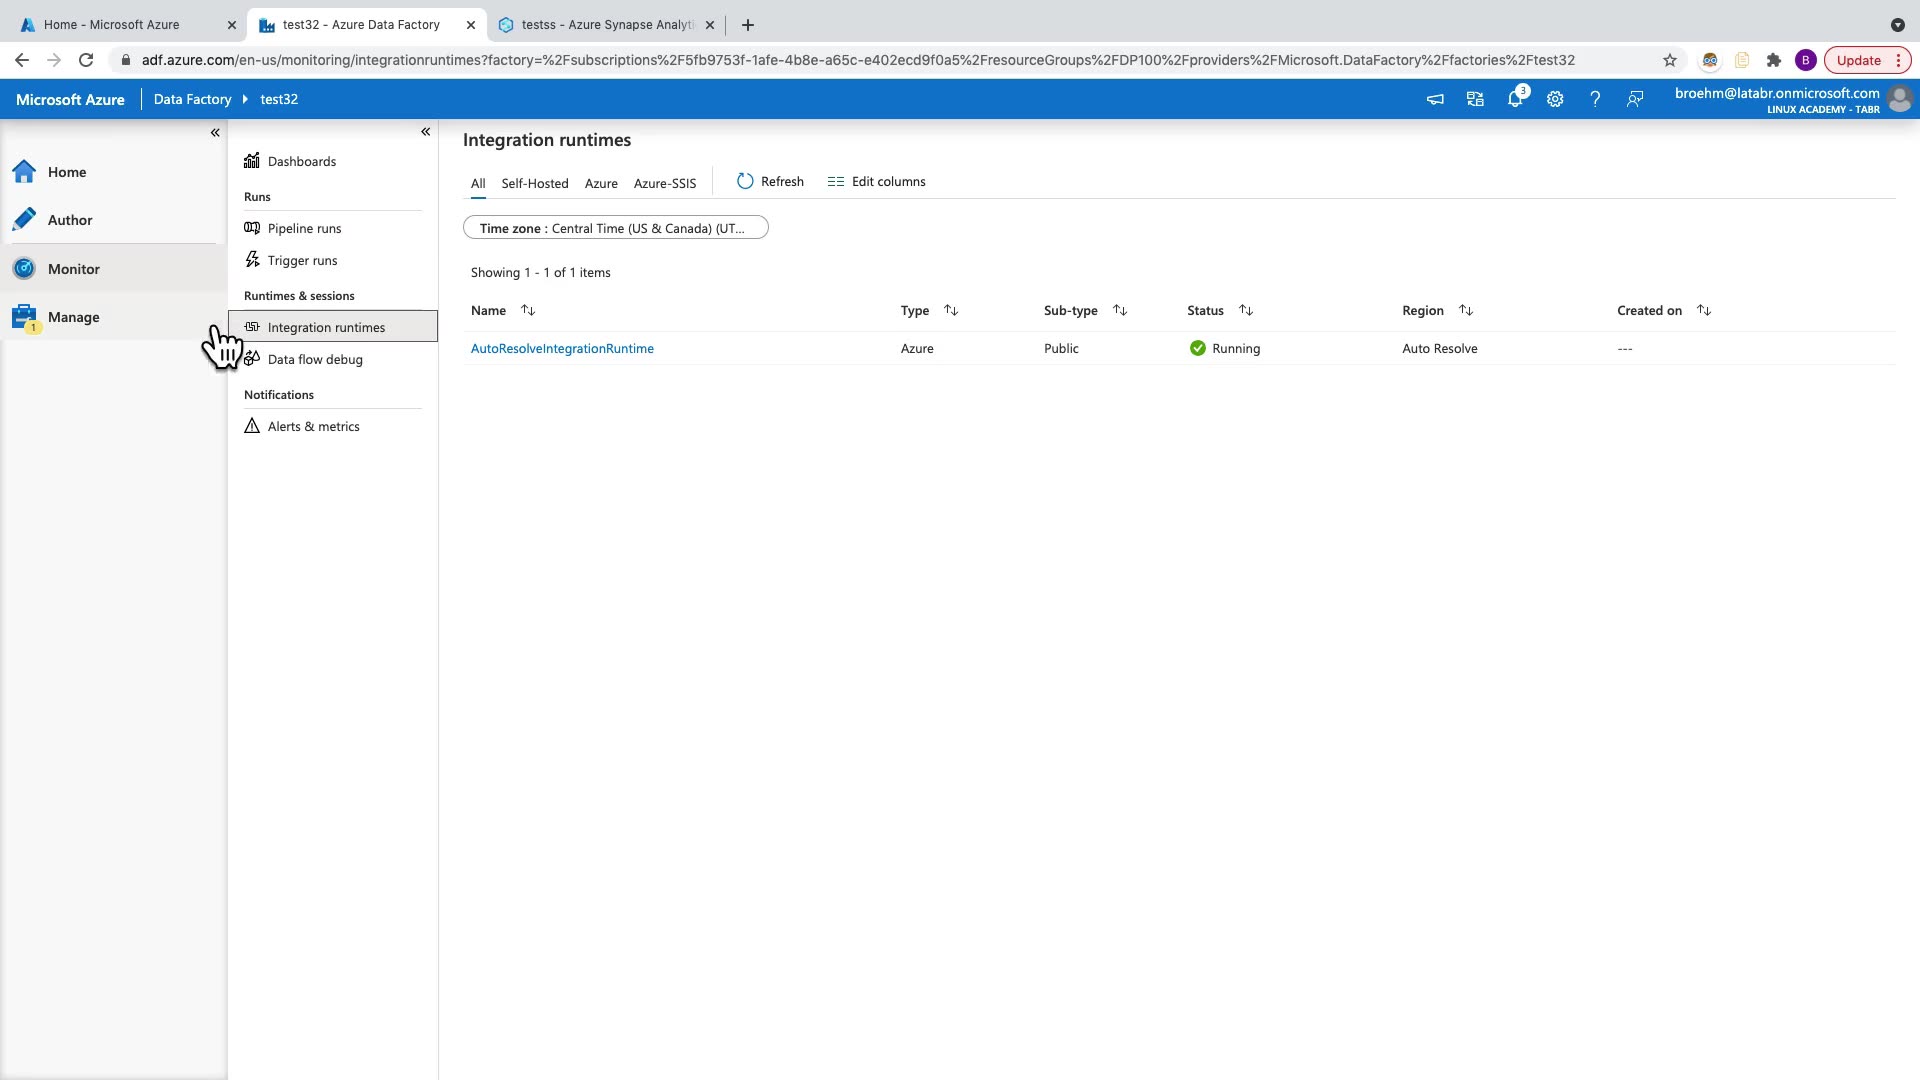 Home - Microsoft Azure
test32 - Azure Data Factory
testss - Azure Synapse Analyti
adf.azure.com/en-us/monitoring/integrationruntimes?factory=%2Fsubscriptions%2F5fb9753f-1afe-4b8e-a65c-e402ecd9f0a5%2FresourceGroups%2FDP100%2Fproviders%2FMicrosoft.DataFactory%2Ffactories%2Ftest32
B
Update
Microsoft Azure
Data Factory
test32
3
broehm@latabr.onmicrosoft.com
LINUX ACADEMY - TABR
Home
Author
Monitor
Manage
1
Dashboards
Runs
Pipeline runs
Trigger runs
Runtimes & sessions
Integration runtimes
Data flow debug
Notifications
Alerts & metrics
Integration runtimes
All Self-Hosted Azure Azure-SSIS Refresh Edit columns
Time zone : Central Time (US & Canada) (UT...
Showing 1 - 1 of 1 items
Name Type Sub-type Status Region Created on
AutoResolveIntegrationRuntime Azure Public Running Auto Resolve ---